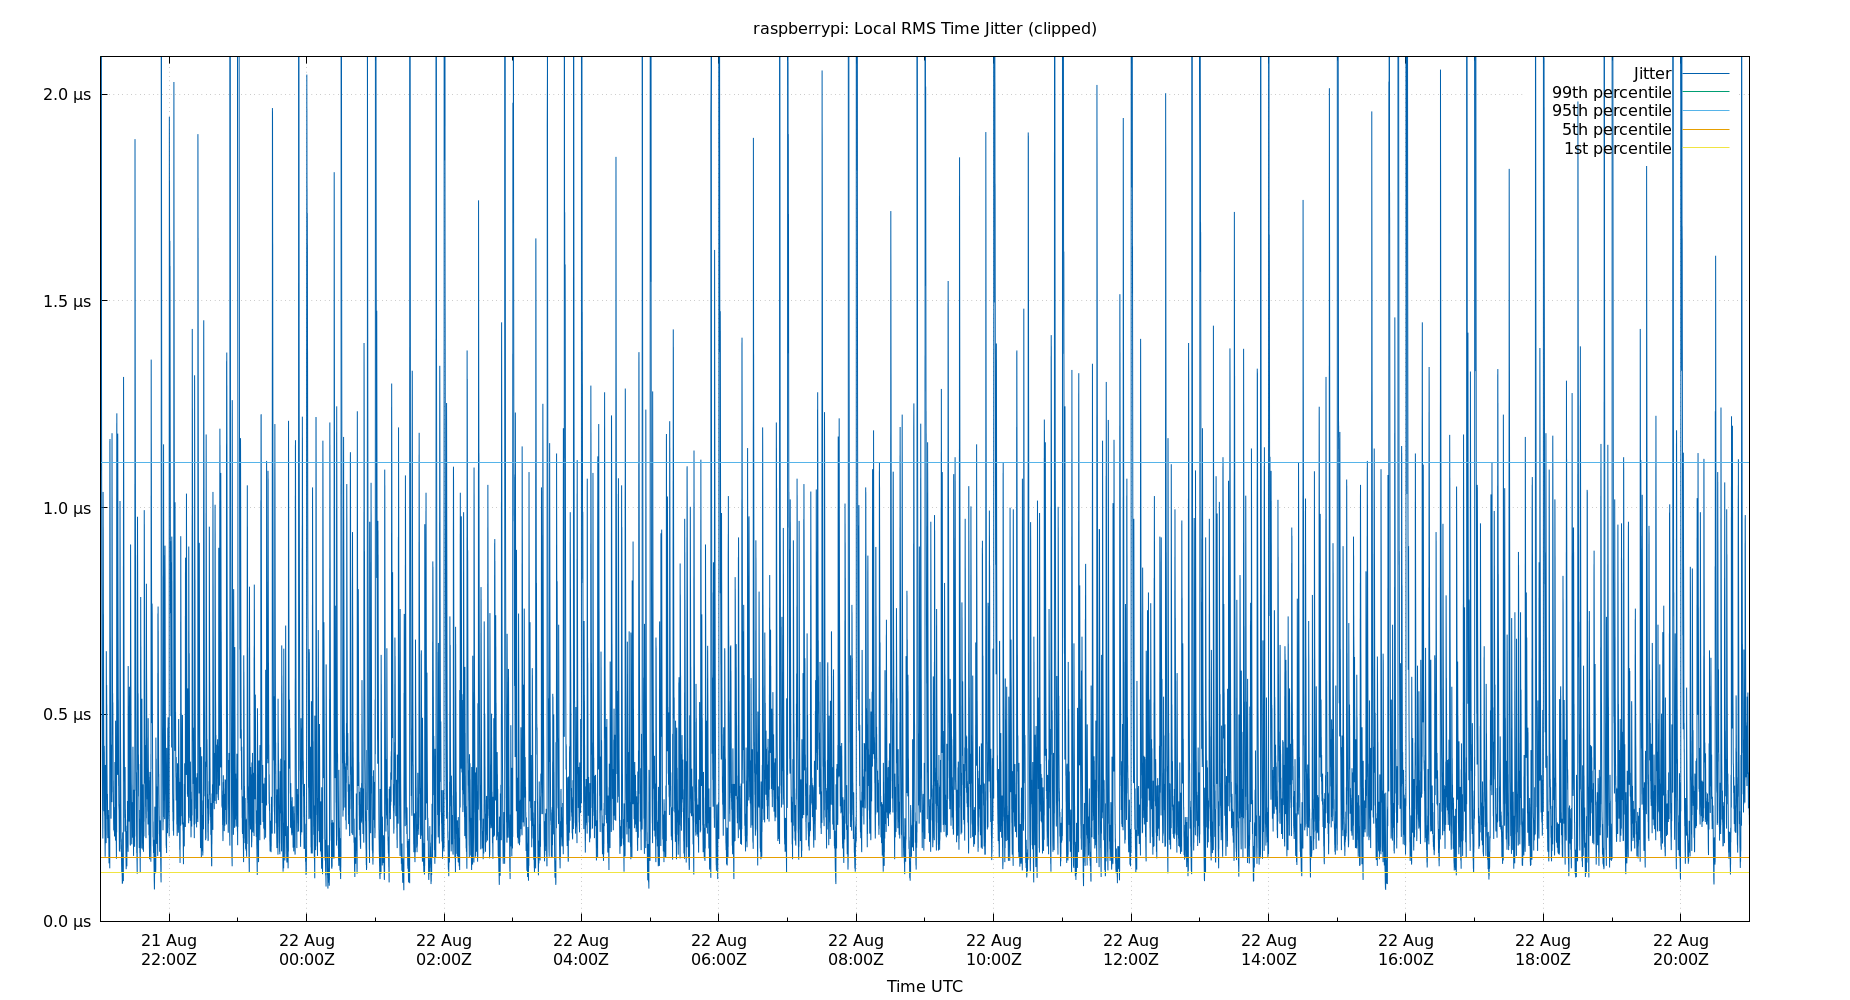 raspberrypi: Local RMS Time Jitter (clipped)
Jitter
99th percentile
95th percentile
5th percentile
1st percentile
2.0 µs
1.5 µs
1.0 µs
0.5 µs
0.0 µs
21 Aug 22 Aug 22 Aug 22 Aug 22 Aug 22 Aug 22 Aug 22 Aug 22 Aug 22 Aug 22 Aug 22 Aug
22:00Z 00:00Z 02:00Z 04:00Z 06:00Z 08:00Z 10:00Z 12:00Z 14:00Z 16:00Z 18:00Z 20:00Z
Time UTC